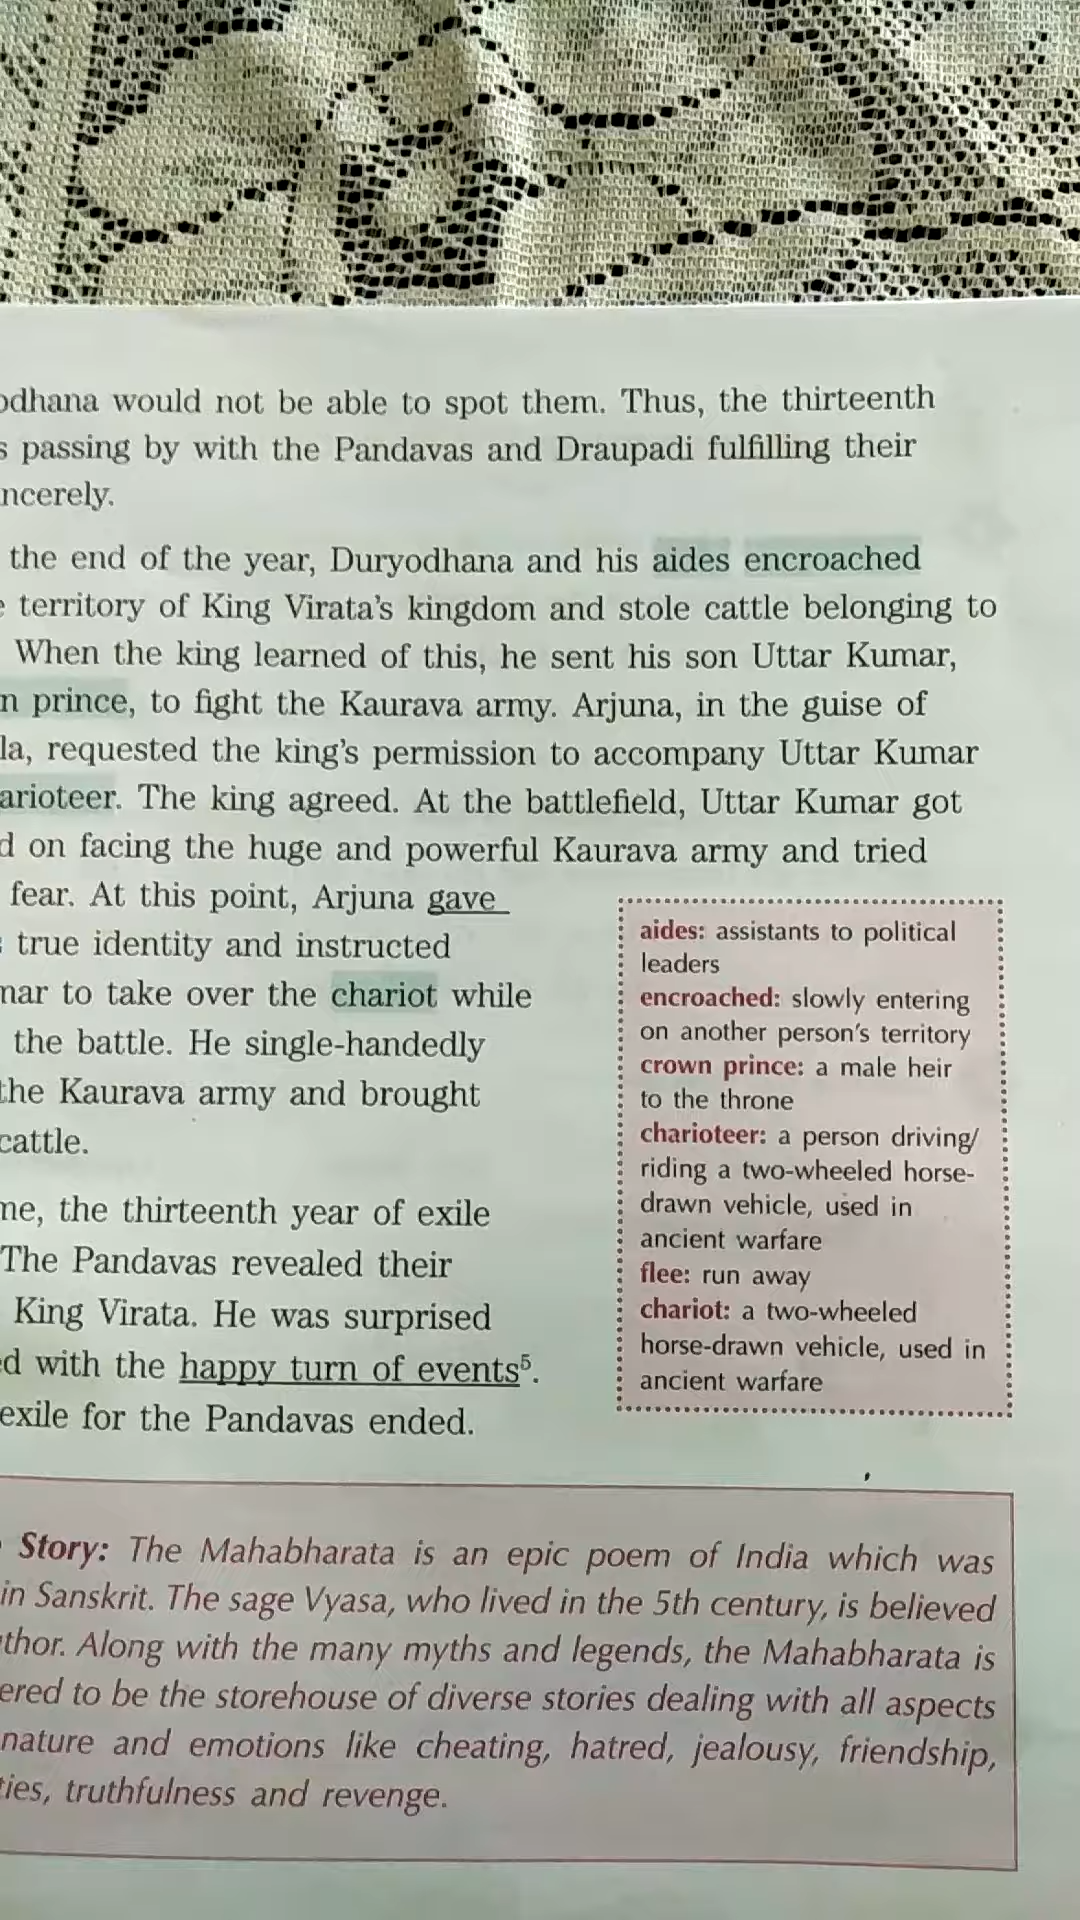 odhana would not be able to spot them. Thus, the thirteenth
s passing by with the Pandavas and Draupadi fulfilling their
ncerely.
the end of the year, Duryodhana and his aides encroached
e territory of King Virata's kingdom and stole cattle belonging to
When the king learned of this, he sent his son Uttar Kumar,
n prince, to fight the Kaurava army. Arjuna, in the guise of
la, requested the king's permission to accompany Uttar Kumar
arioteer. The king agreed. At the battlefield, Uttar Kumar got
d on facing the huge and powerful Kaurava army and tried
fear. At this point, Arjuna gave
true identity and instructed
mar to take over the chariot while
the battle. He single-handedly
the Kaurava army and brought
cattle.
me, the thirteenth year of exile
The Pandavas revealed their
King Virata. He was surprised
ed with the happy turn of events⁵.
exile for the Pandavas ended.
aides: assistants to political
leaders
encroached: slowly entering
on another person's territory
crown prince: a male heir
to the throne
charioteer: a person driving/
riding a two-wheeled horse-
drawn vehicle, used in
ancient warfare
flee: run away
chariot: a two-wheeled
horse-drawn vehicle, used in
ancient warfare
Story: The Mahabharata is an epic poem of India which was
in Sanskrit. The sage Vyasa, who lived in the 5th century, is believed
thor. Along with the many myths and legends, the Mahabharata is
ered to be the storehouse of diverse stories dealing with all aspects
nature and emotions like cheating, hatred, jealousy, friendship,
ties, truthfulness and revenge.